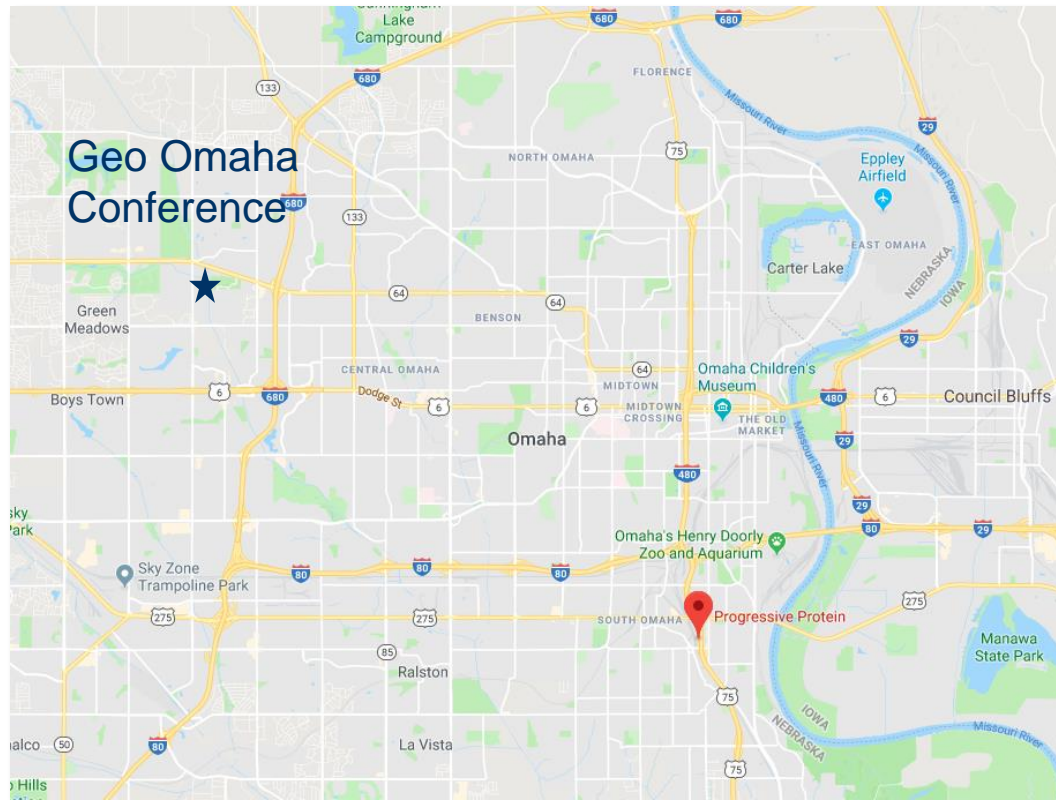 Cunningham
Lake
Campground
680
680
680
133
FLORENCE
Missouri River
29
Geo Omaha
Conference
75
NORTH OMAHA
Eppley
Airfield
Missouri River
680
133
EAST OMAHA
Carter Lake
NEBRASKA
IOWA
64
64
Green
Meadows
BENSON
29
CENTRAL OMAHA
64
Omaha Children's
Museum
MIDTOWN
Boys Town
6
680
Dodge St
6
6
MIDTOWN
CROSSING
THE OLD
MARKET
480
6
Council Bluffs
Omaha
29
480
Missouri River
sky
Park
29
80
29
Omaha's Henry Doorly
Zoo and Aquarium
Sky Zone
Trampoline Park
80
80
80
275
275
SOUTH OMAHA
Progressive Protein
275
Manawa
State Park
85
Ralston
75
IOWA
NEBRASKA
Missouri River
alco
50
80
La Vista
75
Hills